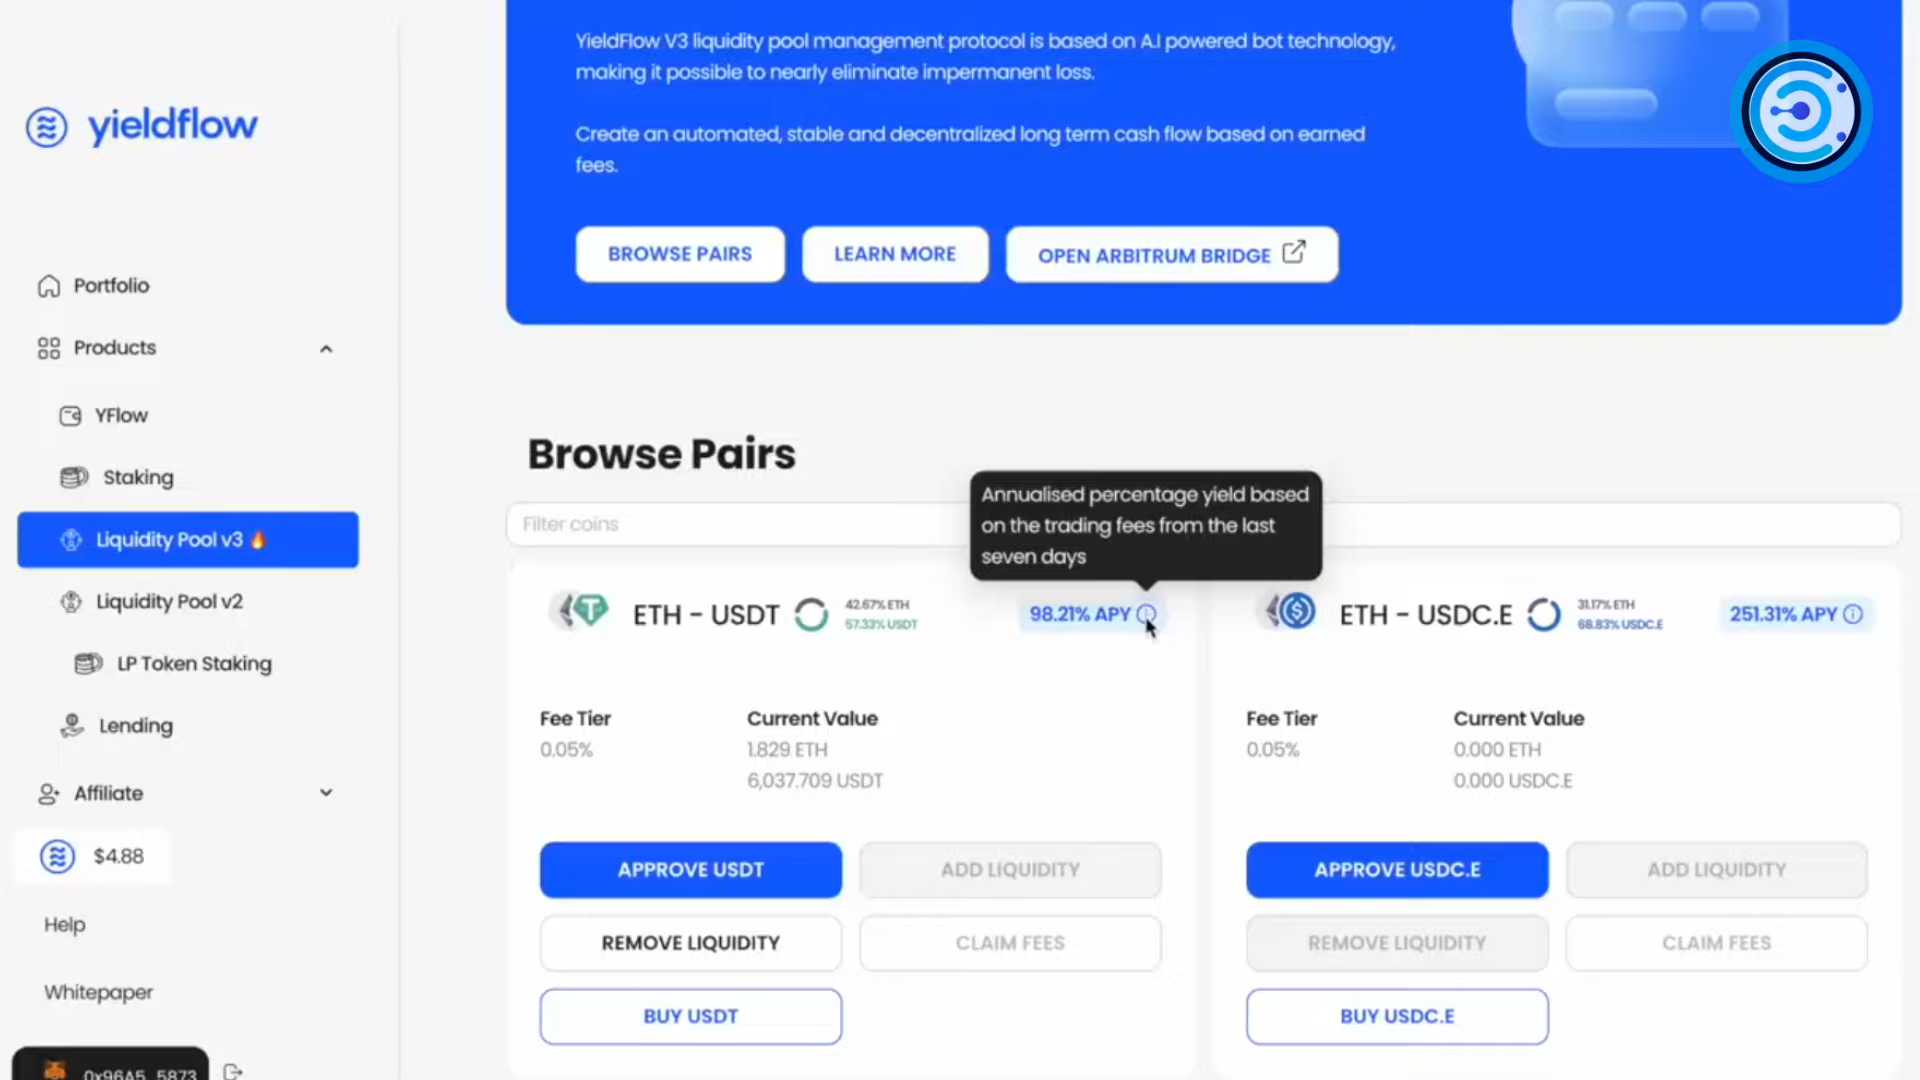 yieldflow
Portfolio
Products
YFlow
Staking
Liquidity Pool v3 🔥
Liquidity Pool v2
LP Token Staking
Lending
Affiliate
$4.88
Help
Whitepaper
0x96A5 5873
YieldFlow V3 liquidity pool management protocol is based on A.I powered bot technology,
making it possible to nearly eliminate impermanent loss.
Create an automated, stable and decentralized long term cash flow based on earned
fees.
BROWSE PAIRS
LEARN MORE
OPEN ARBITRUM BRIDGE
Browse Pairs
Filter coins
Annualised percentage yield based
on the trading fees from the last
seven days
ETH - USDT
42.67% ETH
57.33% USDT
98.21% APY
Fee Tier
0.05%
Current Value
1.829 ETH
6,037.709 USDT
APPROVE USDT
ADD LIQUIDITY
REMOVE LIQUIDITY
CLAIM FEES
BUY USDT
ETH - USDC.E
31.17% ETH
68.83% USDC.E
251.31% APY
Fee Tier
0.05%
Current Value
0.000 ETH
0.000 USDC.E
APPROVE USDC.E
ADD LIQUIDITY
REMOVE LIQUIDITY
CLAIM FEES
BUY USDC.E